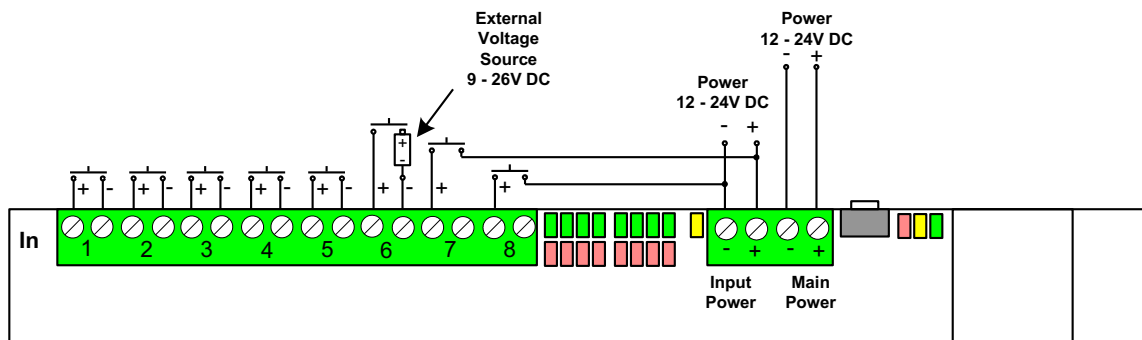 External
Voltage
Source
9 - 26V DC
Power
12 - 24V DC
- +
Power
12 - 24V DC
- +
+
-
+ - + - + - + - + - + - + +
In
1 2 3 4 5 6 7 8
- + - +
Input
Power
Main
Power